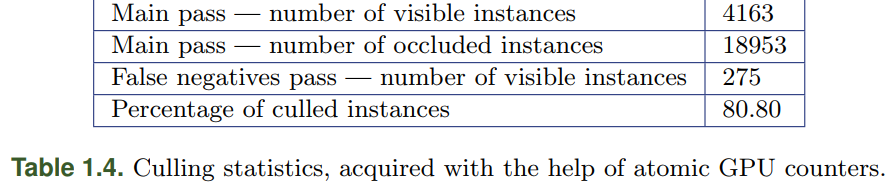 Main pass — number of visible instances 4163
Main pass — number of occluded instances 18953
False negatives pass — number of visible instances 275
Percentage of culled instances 80.80
Table 1.4. Culling statistics, acquired with the help of atomic GPU counters.